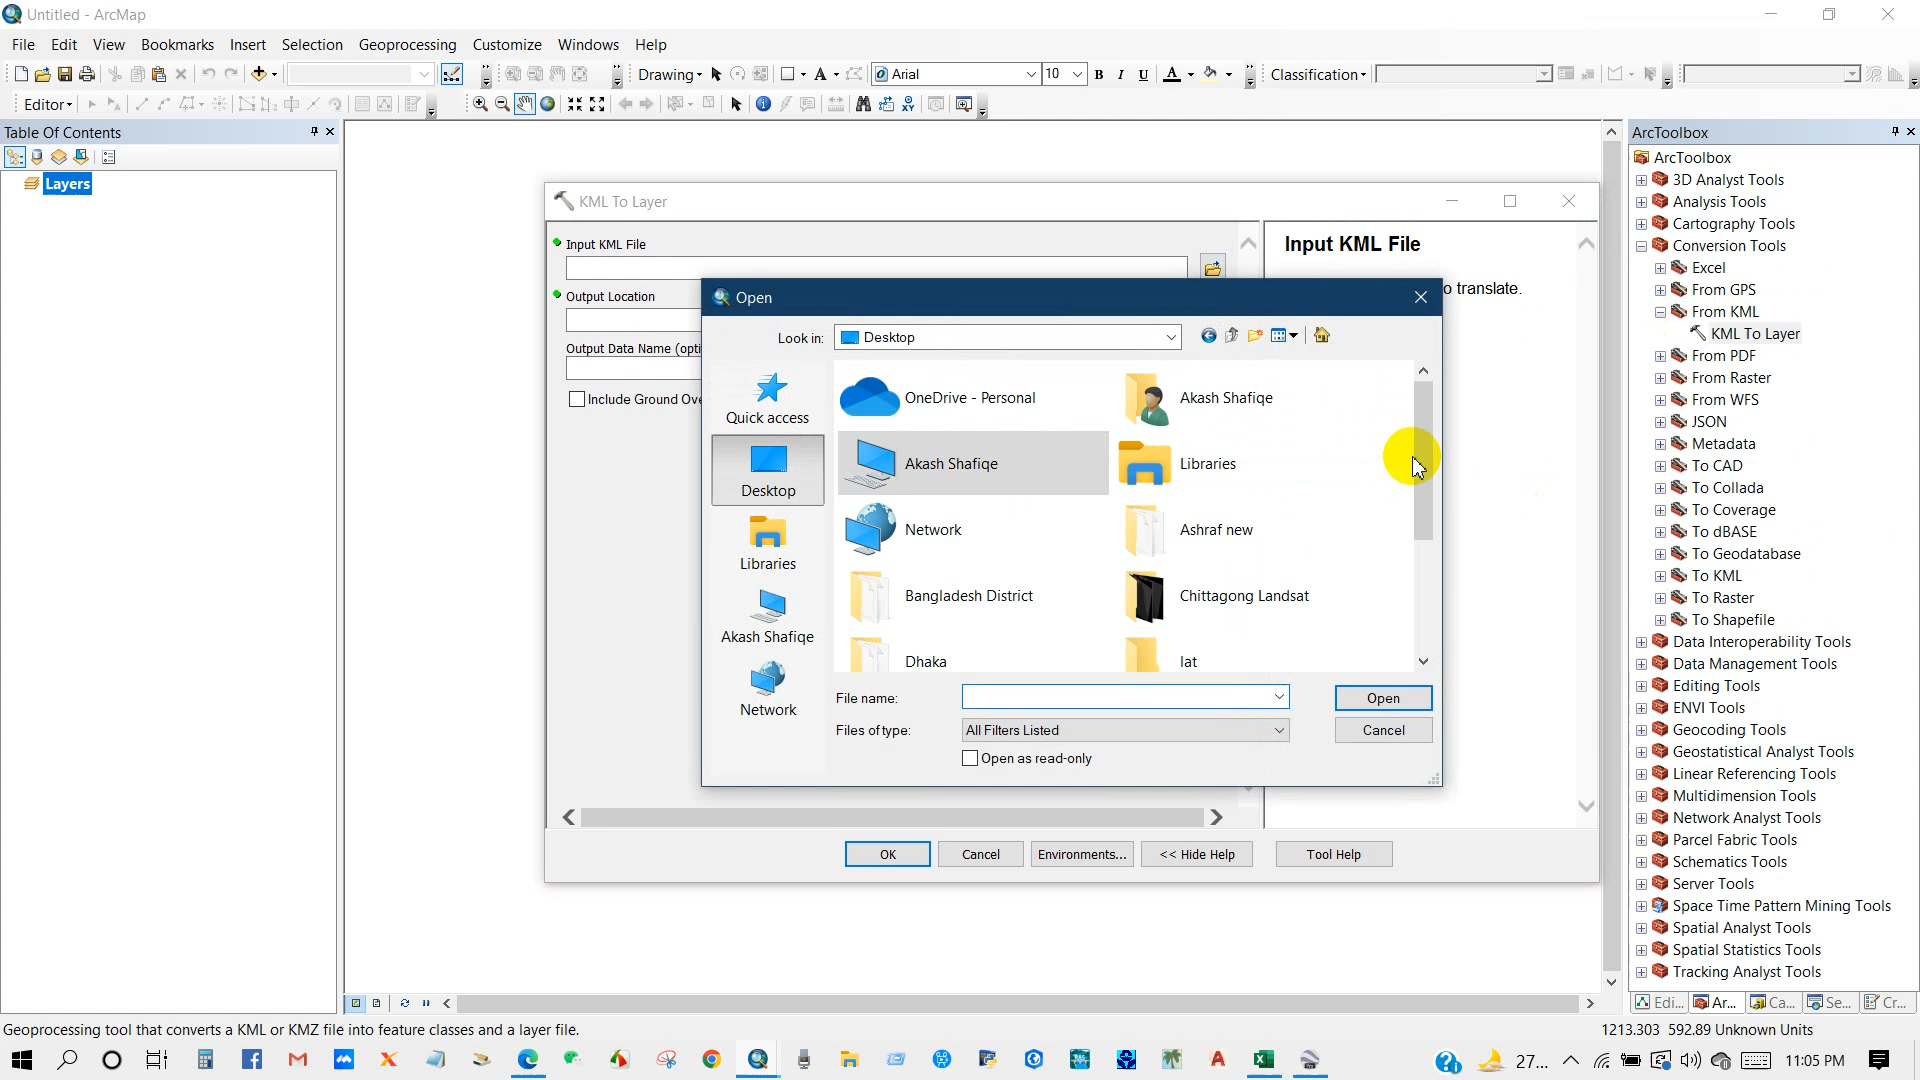 Untitled - ArcMap
File Edit View Bookmarks Insert Selection Geoprocessing Customize Windows Help
Drawing Arial 10 B I U A Classification
Editor
Table Of Contents
Layers
KML To Layer
Input KML File
Output Location
Output Data Name (opti
Include Ground Ove
Input KML File
o translate.
Open
Look in: Desktop
Quick access
Desktop
Libraries
Akash Shafiqe
Network
OneDrive - Personal
Akash Shafiqe
Akash Shafiqe
Libraries
Network
Ashraf new
Bangladesh District
Chittagong Landsat
Dhaka
lat
File name:
Open
Files of type: All Filters Listed
Cancel
Open as read-only
OK Cancel Environments... << Hide Help Tool Help
ArcToolbox
ArcToolbox
3D Analyst Tools
Analysis Tools
Cartography Tools
Conversion Tools
Excel
From GPS
From KML
KML To Layer
From PDF
From Raster
From WFS
JSON
Metadata
To CAD
To Collada
To Coverage
To dBASE
To Geodatabase
To KML
To Raster
To Shapefile
Data Interoperability Tools
Data Management Tools
Editing Tools
ENVI Tools
Geocoding Tools
Geostatistical Analyst Tools
Linear Referencing Tools
Multidimension Tools
Network Analyst Tools
Parcel Fabric Tools
Schematics Tools
Server Tools
Space Time Pattern Mining Tools
Spatial Analyst Tools
Spatial Statistics Tools
Tracking Analyst Tools
Edi... Ar... Ca... Se... Cr...
Geoprocessing tool that converts a KML or KMZ file into feature classes and a layer file.
1213.303 592.89 Unknown Units
27... 11:05 PM